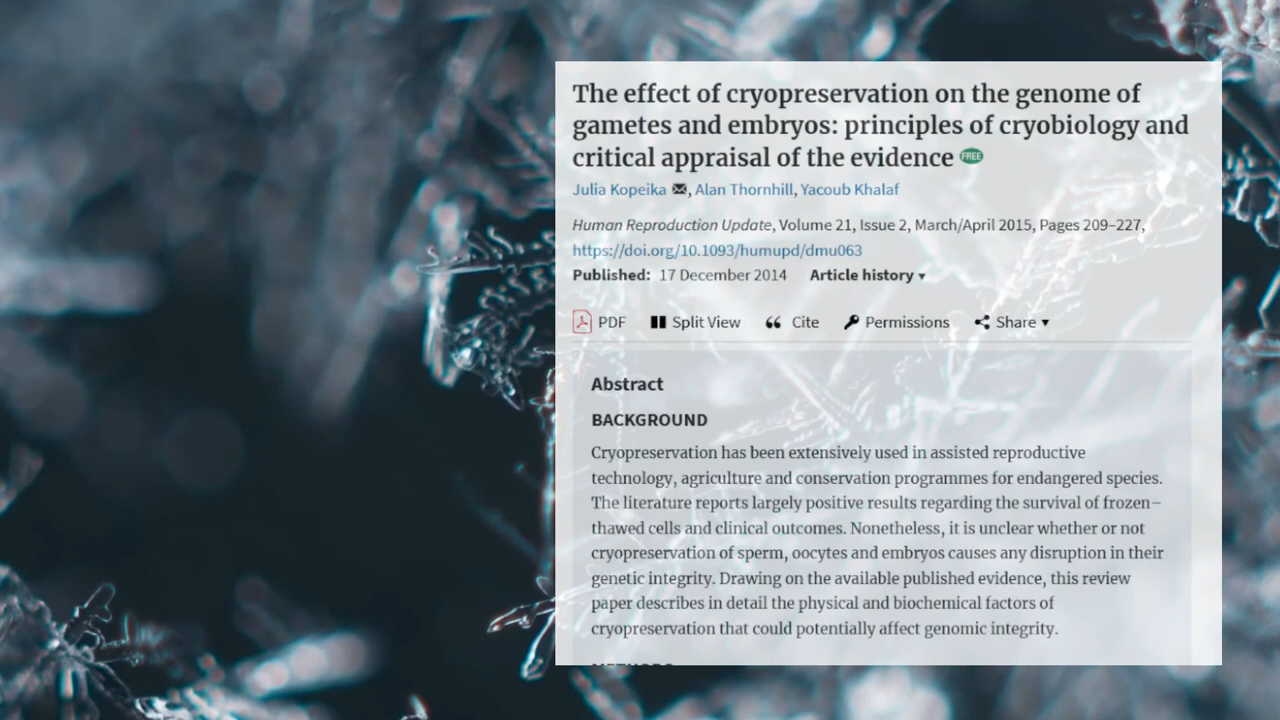 The effect of cryopreservation on the genome of
gametes and embryos: principles of cryobiology and
critical appraisal of the evidence FREE
Julia Kopeika, Alan Thornhill, Yacoub Khalaf
Human Reproduction Update, Volume 21, Issue 2, March/April 2015, Pages 209–227,
https://doi.org/10.1093/humupd/dmu063
Published: 17 December 2014 Article history
PDF Split View Cite Permissions Share
Abstract
BACKGROUND
Cryopreservation has been extensively used in assisted reproductive
technology, agriculture and conservation programmes for endangered species.
The literature reports largely positive results regarding the survival of frozen–
thawed cells and clinical outcomes. Nonetheless, it is unclear whether or not
cryopreservation of sperm, oocytes and embryos causes any disruption in their
genetic integrity. Drawing on the available published evidence, this review
paper describes in detail the physical and biochemical factors of
cryopreservation that could potentially affect genomic integrity.